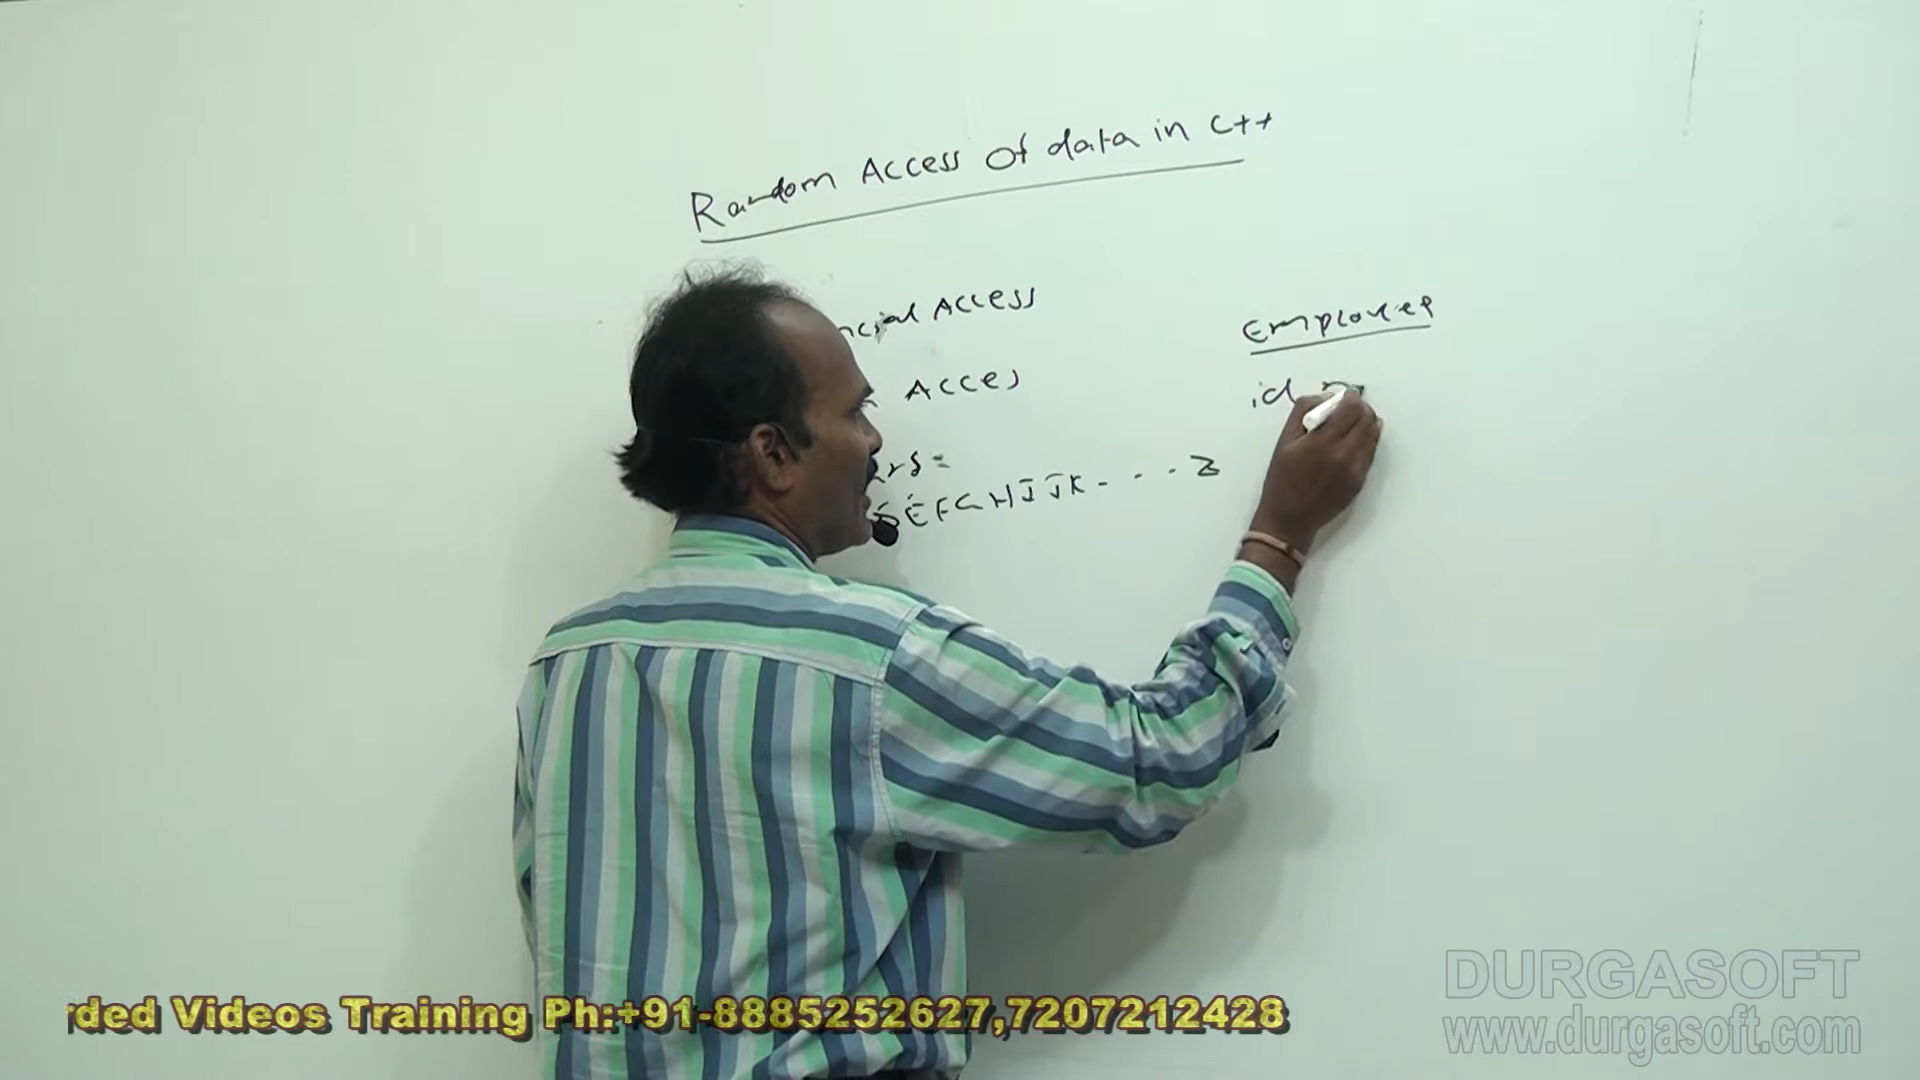 Random Access Of data in C++
ncial Access
Acces
Employees
id
EFGHIJK- - - - Z
rded Videos Training Ph:+91-8885252627,7207212428
DURGASOFT
www.durgasoft.com